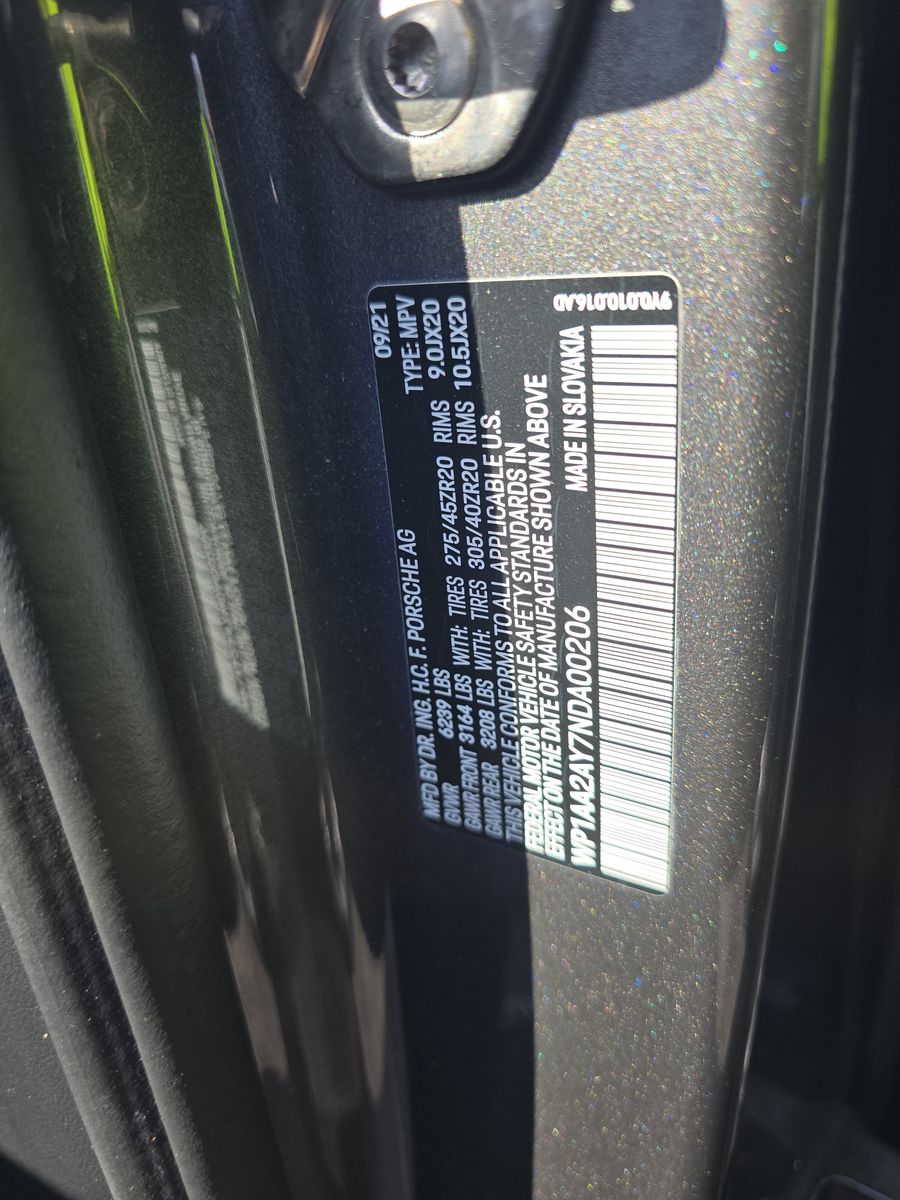 MFD BY DR. ING. H.C. F. PORSCHE AG 09/21
GVWR 6239 LBS TYPE: MPV
GAWR FRONT 3164 LBS WITH: TIRES 275/45ZR20 RIMS 9.0JX20
GAWR REAR 3208 LBS WITH: TIRES 305/40ZR20 RIMS 10.5JX20
THIS VEHICLE CONFORMS TO ALL APPLICABLE U.S.
FEDERAL MOTOR VEHICLE SAFETY STANDARDS IN
EFFECT ON THE DATE OF MANUFACTURE SHOWN ABOVE
WP1AA2AY7NDA00206 MADE IN SLOVAKIA
9Y0.010.016.AD